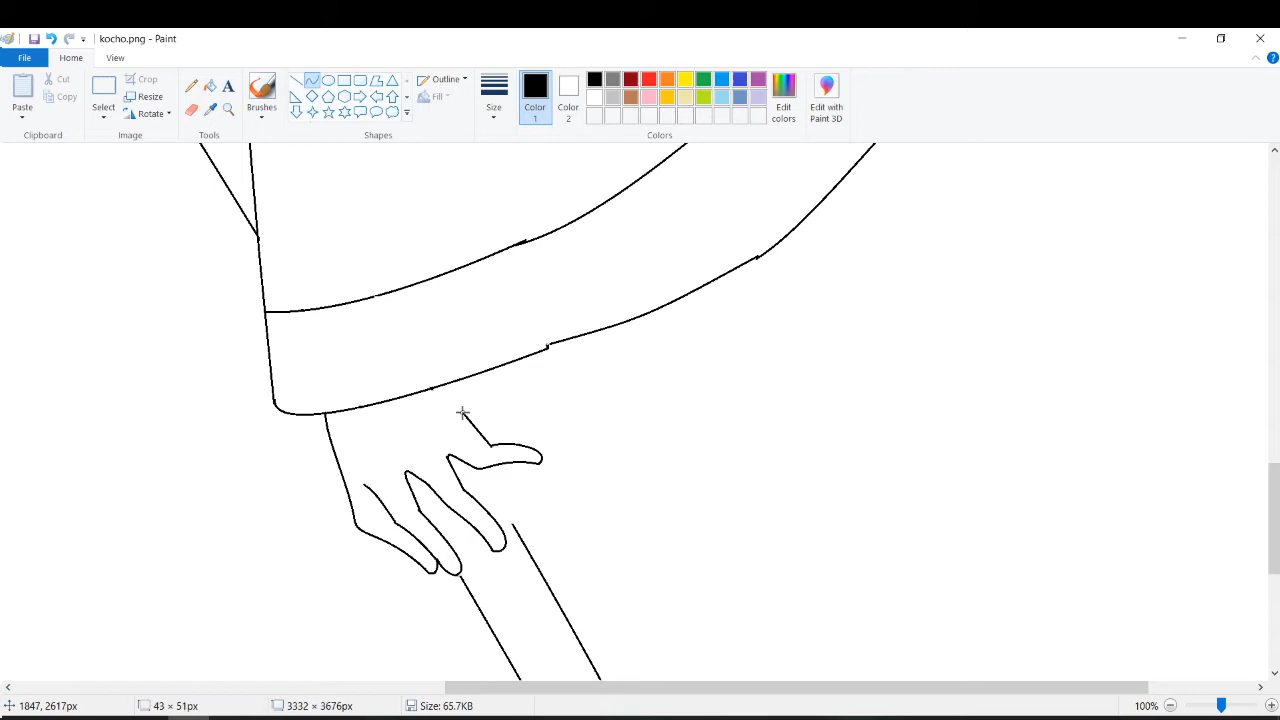 kocho.png - Paint
File Home View
Paste
Cut
Copy
Clipboard
Select
Crop
Resize
Rotate
Image
A
Tools
Brushes
Outline
Fill
Shapes
Size
Color
1
Color
2
Edit
colors
Colors
Edit with
Paint 3D
1847, 2617px 43 × 51px 3332 × 3676px Size: 65.7KB 100%